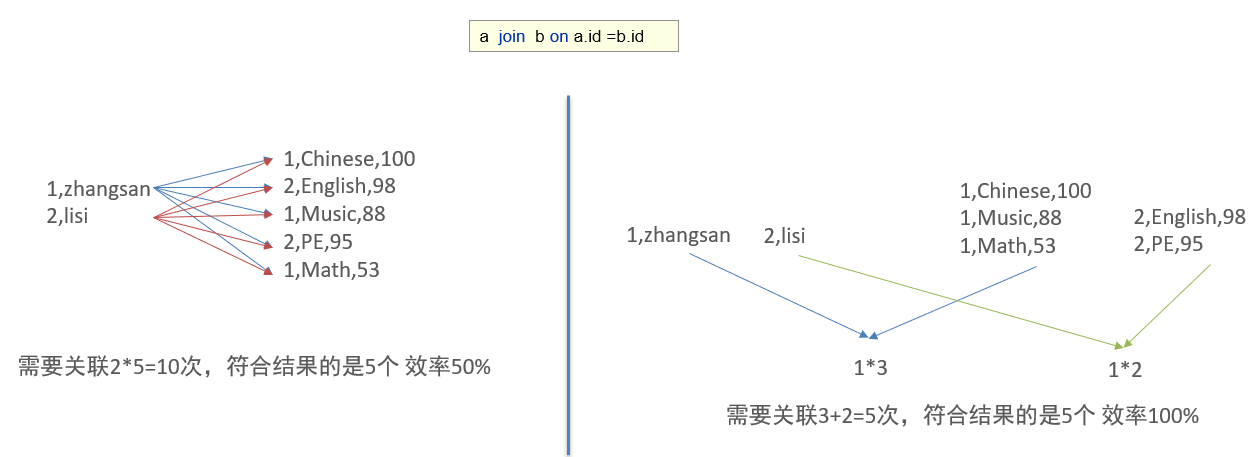 a join b on a.id =b.id
1,zhangsan
2,lisi
1,Chinese,100
2,English,98
1,Music,88
2,PE,95
1,Math,53
需要关联2*5=10次，符合结果的是5个 效率50%
1,zhangsan
2,lisi
1,Chinese,100
1,Music,88
1,Math,53
2,English,98
2,PE,95
1*3
1*2
需要关联3+2=5次，符合结果的是5个 效率100%